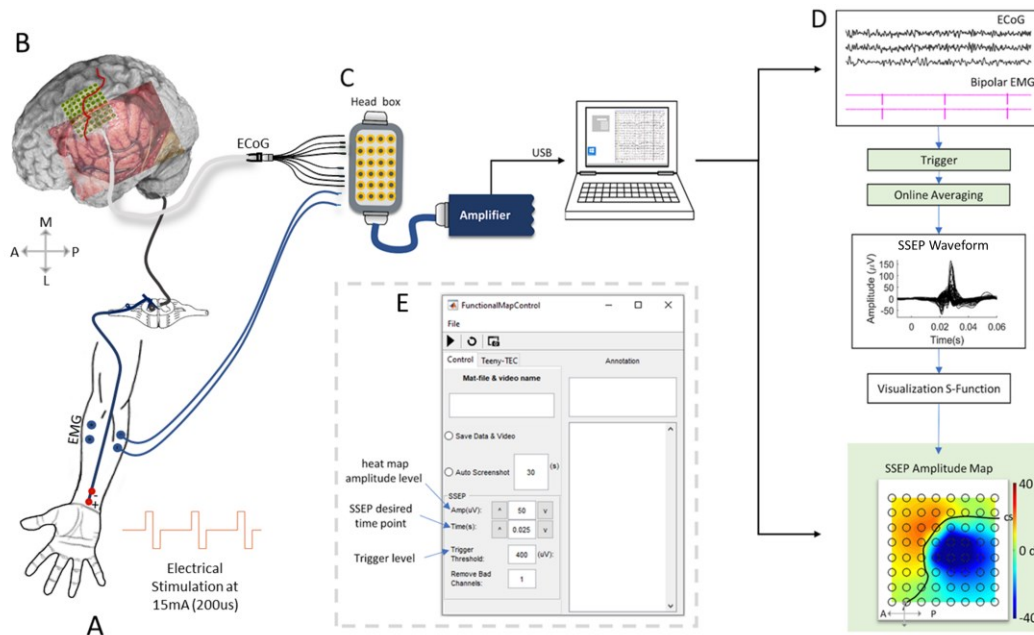 B
M
A
P
L
EMG
-
+
Electrical
Stimulation at
15mA (200us)
A
C
Head box
ECoG
Amplifier
USB
E
FunctionalMapControl
File
Control
Teeny-TEC
Annotation
Mat-file & video name
Save Data & Video
Auto Screenshot
30
(s)
SSEP
Amp(uV):
^
50
v
Time(s):
^
0.025
v
Trigger
Threshold:
400
(uV):
Remove Bad
Channels:
1
heat map
amplitude level
SSEP desired
time point
Trigger level
D
ECoG
Bipolar EMG
Trigger
Online Averaging
SSEP Waveform
Amplitude (μV)
150
100
50
0
-50
0
0.02
0.04
0.06
Time(s)
Visualization S-Function
SSEP Amplitude Map
CS
A
P
40
0
-40